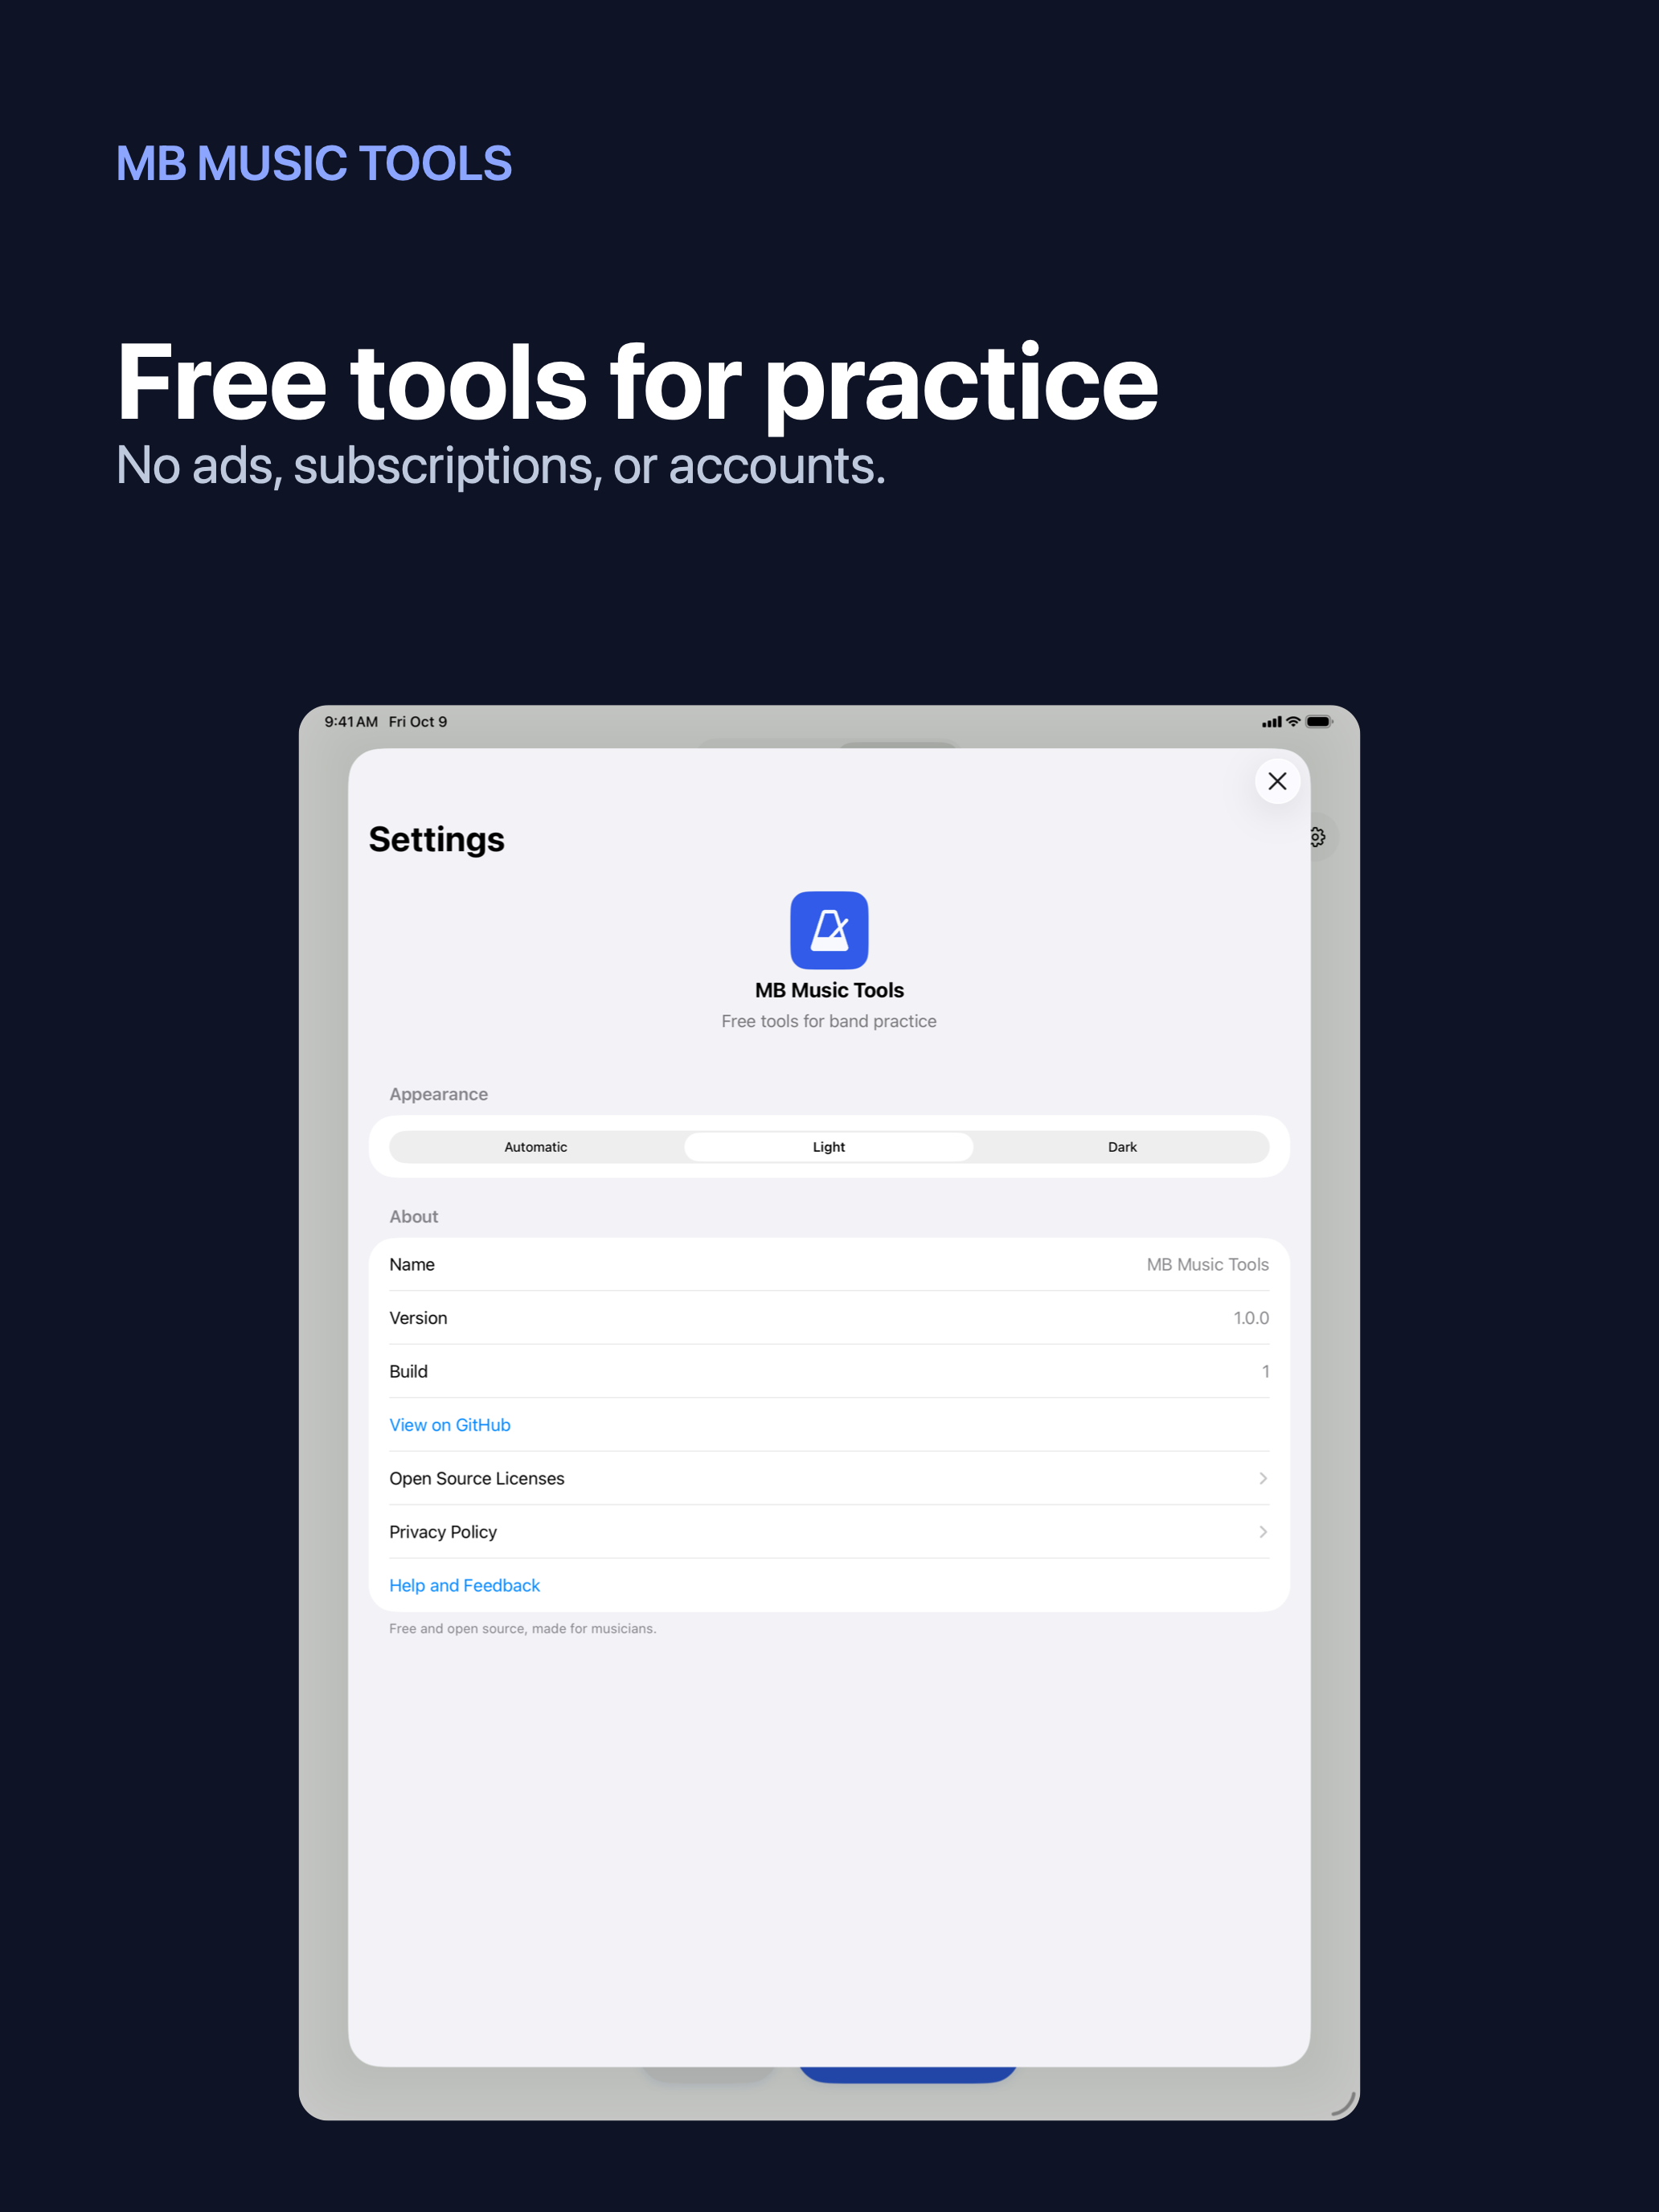 MB MUSIC TOOLS
Free tools for practice
No ads, subscriptions, or accounts.
9:41 AM Fri Oct 9
Settings
MB Music Tools
Free tools for band practice
Appearance
Automatic Light Dark
About
Name MB Music Tools
Version 1.0.0
Build 1
View on GitHub
Open Source Licenses
Privacy Policy
Help and Feedback
Free and open source, made for musicians.